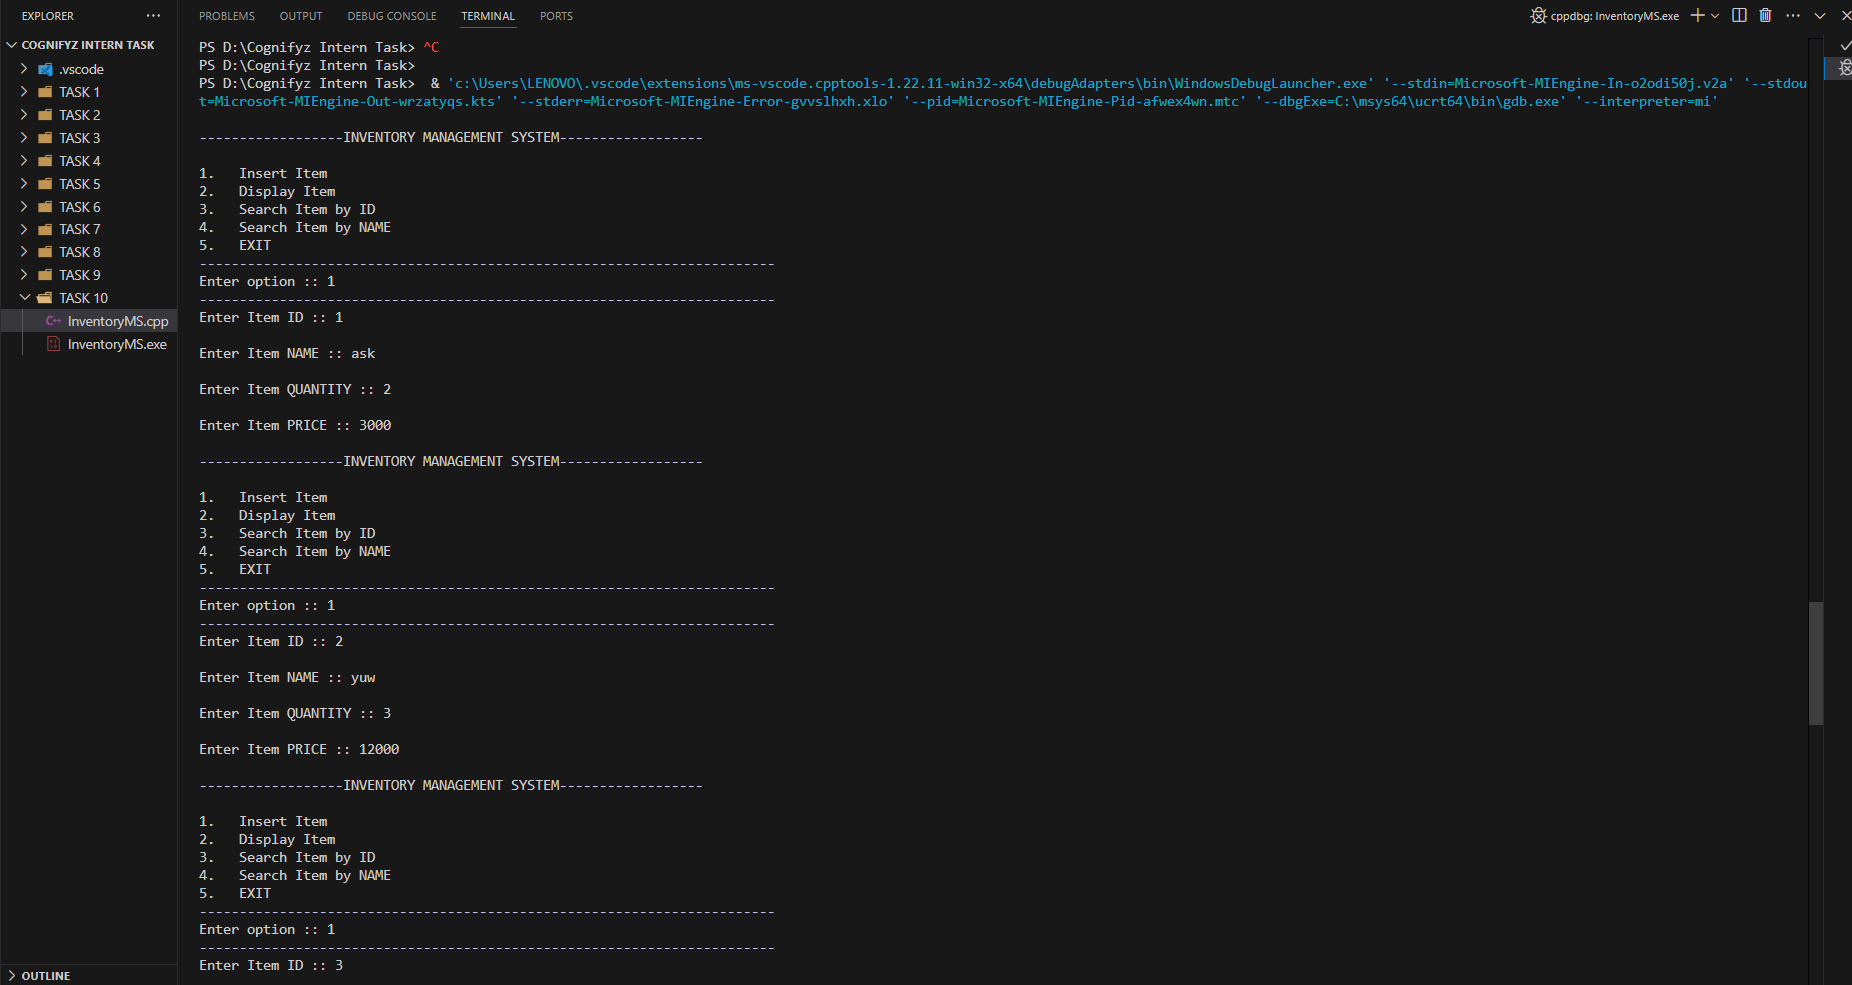 EXPLORER ···
COGNIFYZ INTERN TASK
.vscode
TASK 1
TASK 2
TASK 3
TASK 4
TASK 5
TASK 6
TASK 7
TASK 8
TASK 9
TASK 10
C++ InventoryMS.cpp
InventoryMS.exe
OUTLINE
PROBLEMS OUTPUT DEBUG CONSOLE TERMINAL PORTS
cppdbg: InventoryMS.exe
PS D:\Cognifyz Intern Task> ^C
PS D:\Cognifyz Intern Task>
PS D:\Cognifyz Intern Task>  & 'c:\Users\LENOVO\.vscode\extensions\ms-vscode.cpptools-1.22.11-win32-x64\debugAdapters\bin\WindowsDebugLauncher.exe' '--stdin=Microsoft-MIEngine-In-o2odi50j.v2a' '--stdou
t=Microsoft-MIEngine-Out-wrzatyqs.kts' '--stderr=Microsoft-MIEngine-Error-gvvslhxh.xlo' '--pid=Microsoft-MIEngine-Pid-afwex4wn.mtc' '--dbgExe=C:\msys64\ucrt64\bin\gdb.exe' '--interpreter=mi'
------------------INVENTORY MANAGEMENT SYSTEM------------------
1.   Insert Item
2.   Display Item
3.   Search Item by ID
4.   Search Item by NAME
5.   EXIT
------------------------------------------------------------------------
Enter option :: 1
------------------------------------------------------------------------
Enter Item ID :: 1
Enter Item NAME :: ask
Enter Item QUANTITY :: 2
Enter Item PRICE :: 3000
------------------INVENTORY MANAGEMENT SYSTEM------------------
1.   Insert Item
2.   Display Item
3.   Search Item by ID
4.   Search Item by NAME
5.   EXIT
------------------------------------------------------------------------
Enter option :: 1
------------------------------------------------------------------------
Enter Item ID :: 2
Enter Item NAME :: yuw
Enter Item QUANTITY :: 3
Enter Item PRICE :: 12000
------------------INVENTORY MANAGEMENT SYSTEM------------------
1.   Insert Item
2.   Display Item
3.   Search Item by ID
4.   Search Item by NAME
5.   EXIT
------------------------------------------------------------------------
Enter option :: 1
------------------------------------------------------------------------
Enter Item ID :: 3